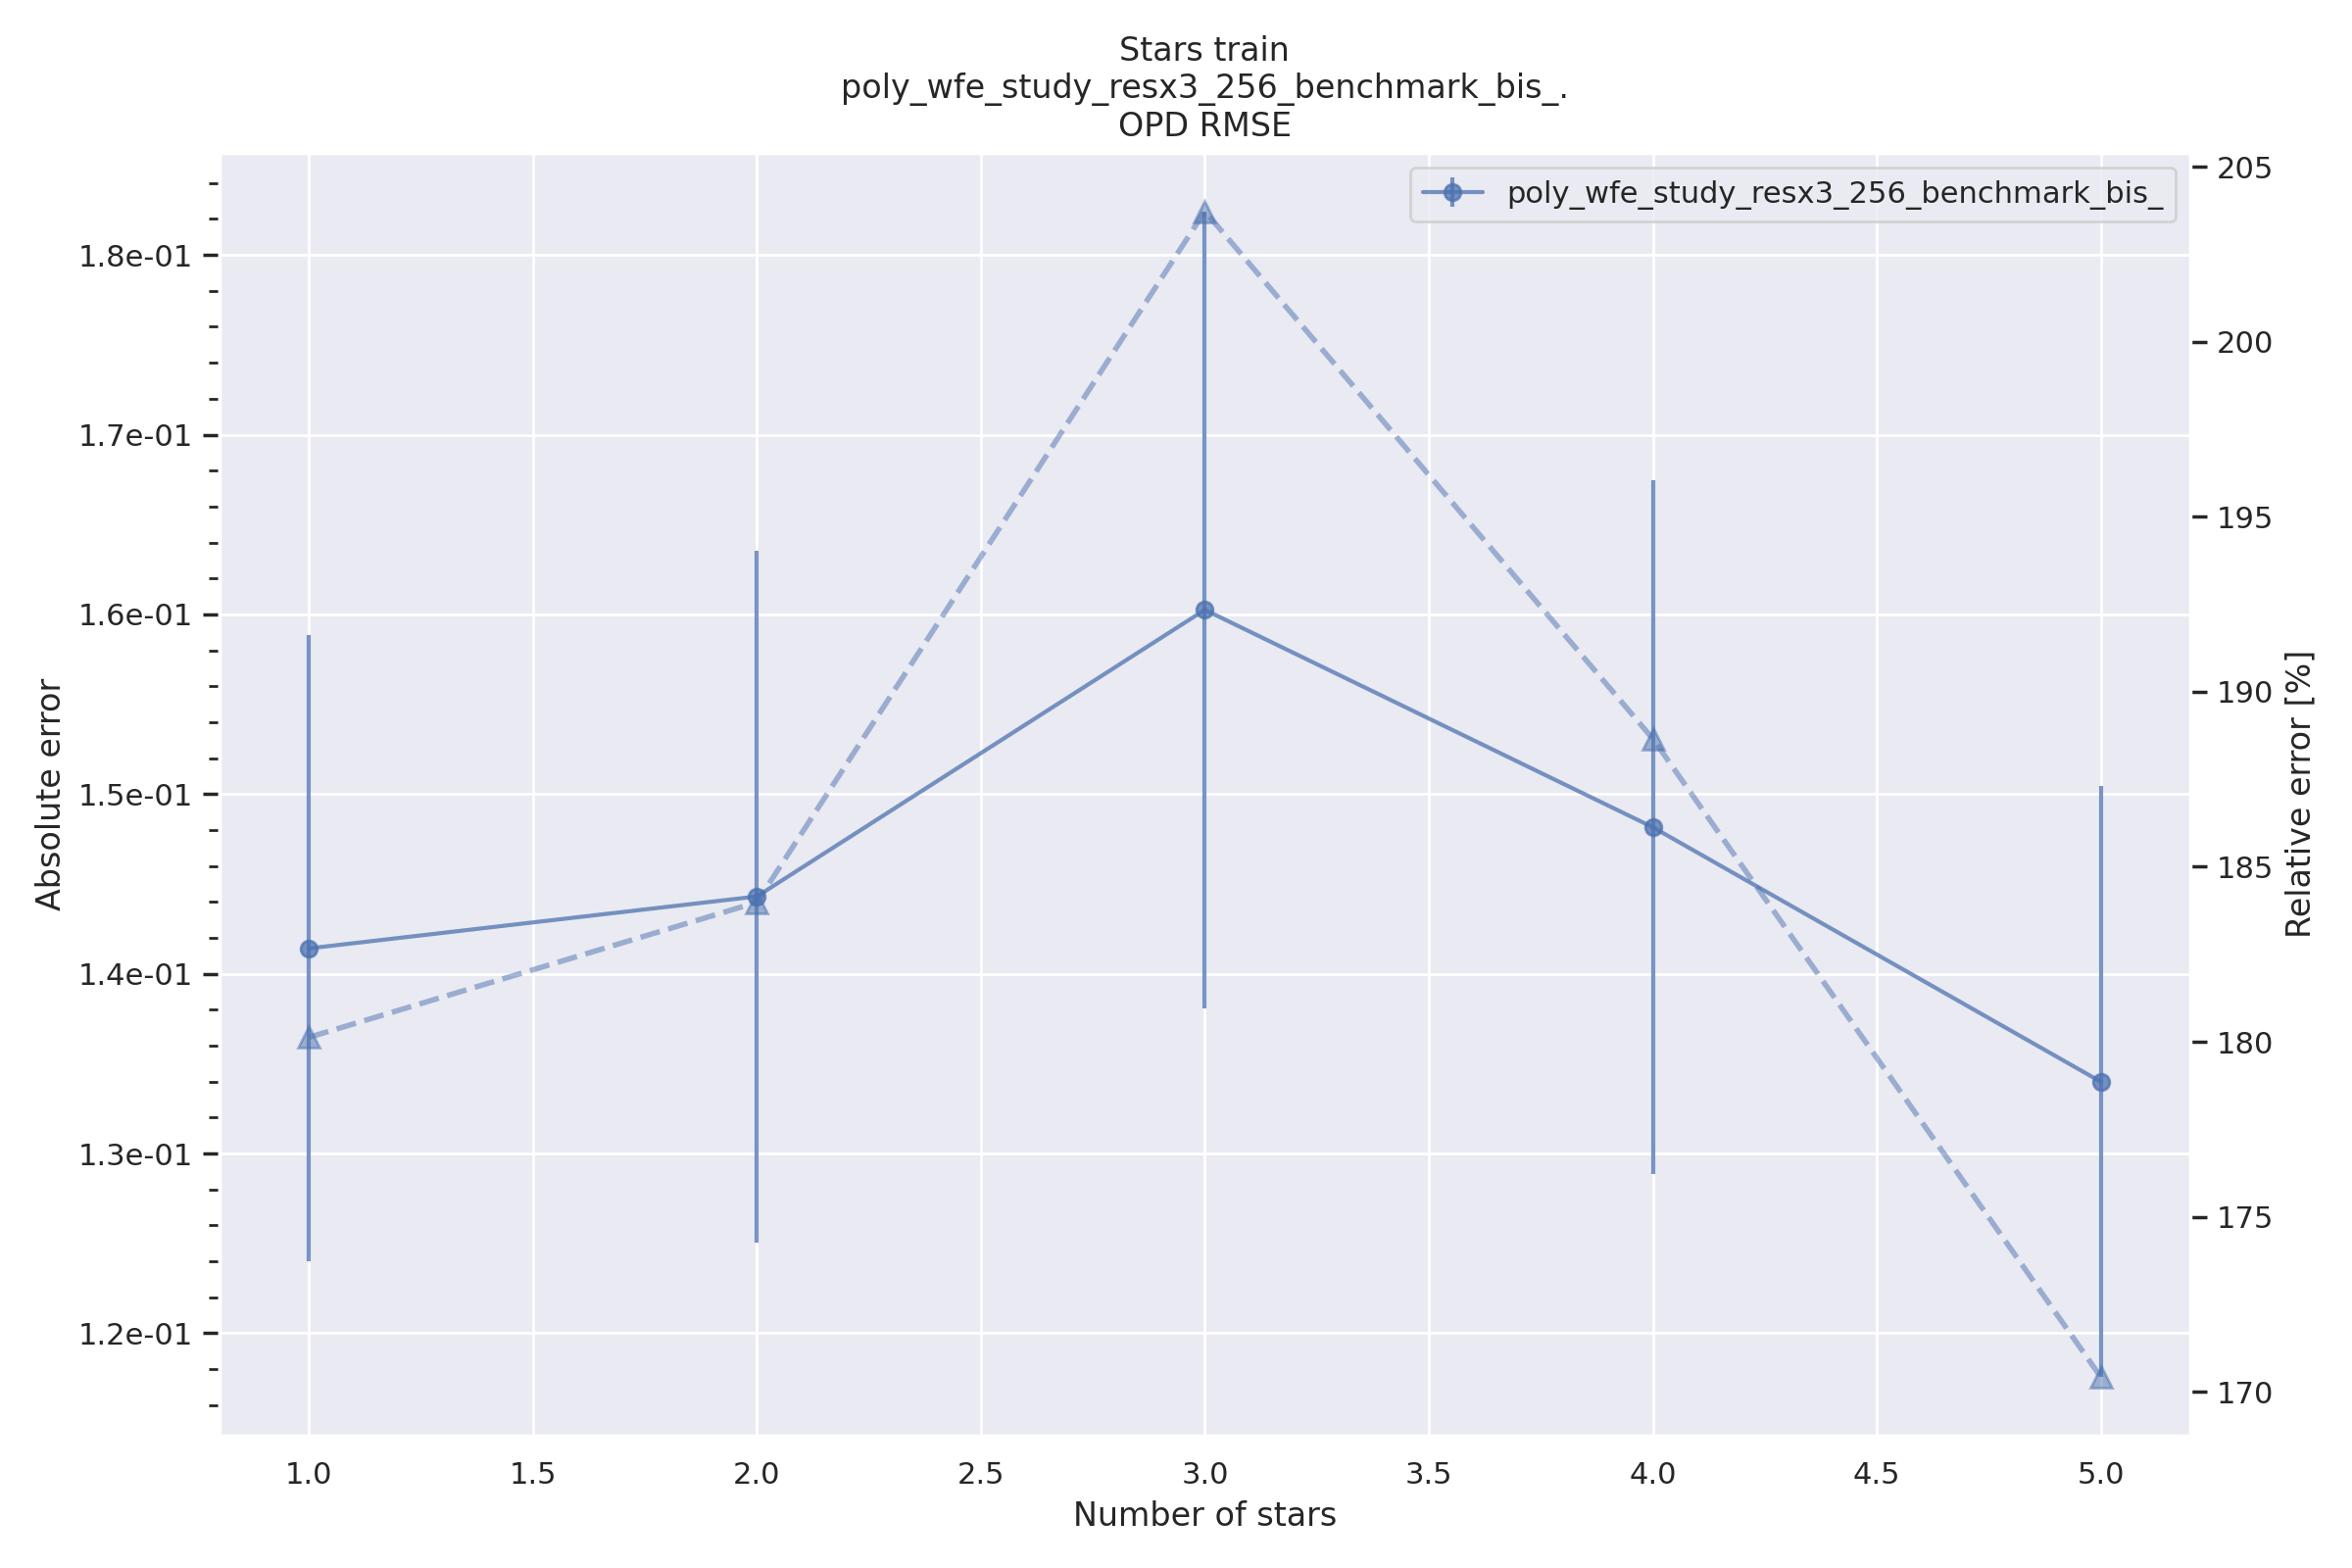 Stars train
poly_wfe_study_resx3_256_benchmark_bis_.
OPD RMSE
poly_wfe_study_resx3_256_benchmark_bis_
Absolute error
1.8e-01
1.7e-01
1.6e-01
1.5e-01
1.4e-01
1.3e-01
1.2e-01
205
200
195
190
185
180
175
170
Relative error [%]
1.0 1.5 2.0 2.5 3.0 3.5 4.0 4.5 5.0
Number of stars